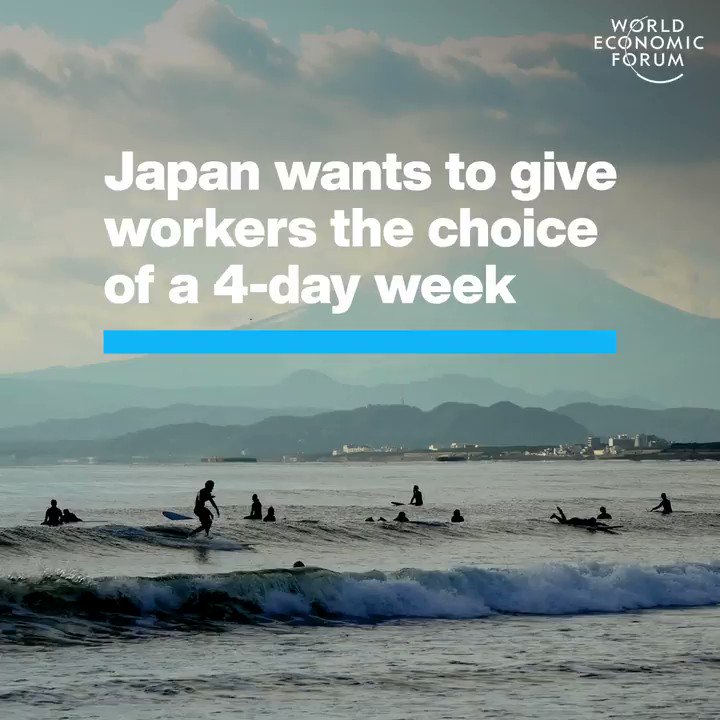 WORLD
ECONOMIC
FORUM
Japan wants to give
workers the choice
of a 4-day week